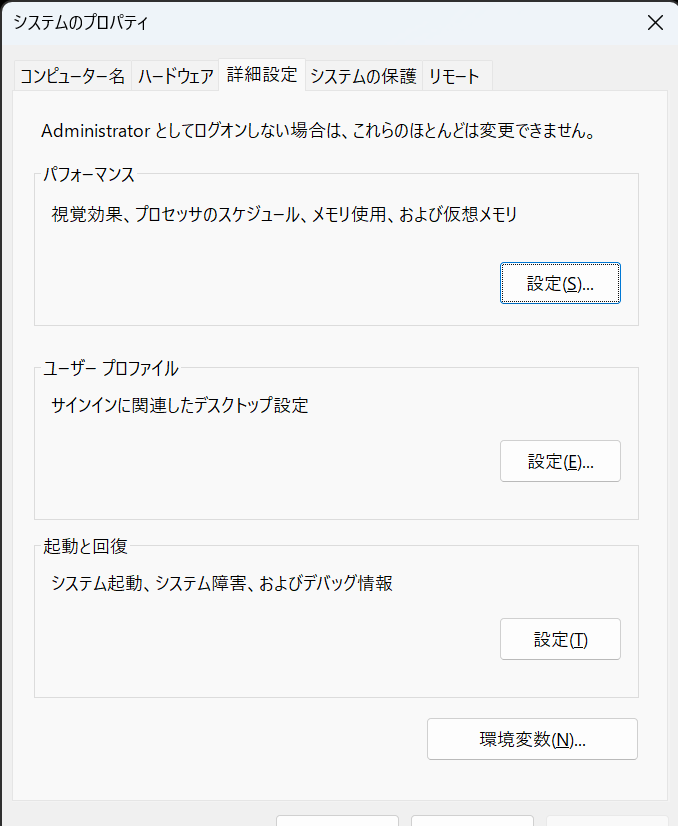 システムのプロパティ
コンピューター名 ハードウェア 詳細設定 システムの保護 リモート
Administrator としてログオンしない場合は、これらのほとんどは変更できません。
パフォーマンス
視覚効果、プロセッサのスケジュール、メモリ使用、および仮想メモリ
設定(S)...
ユーザー プロファイル
サインインに関連したデスクトップ設定
設定(E)...
起動と回復
システム起動、システム障害、およびデバッグ情報
設定(T)
環境変数(N)...